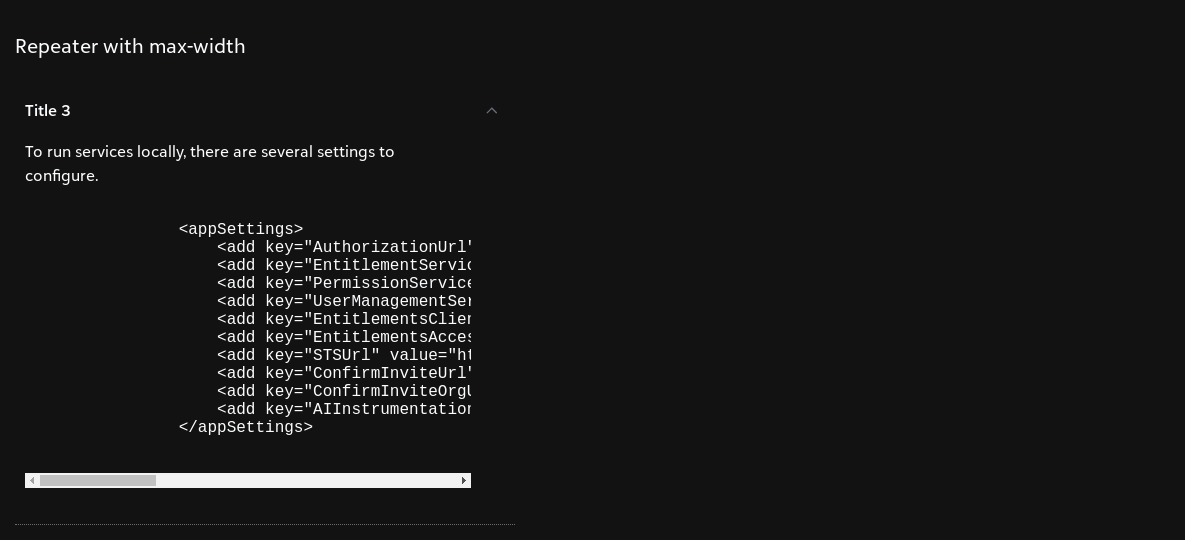 Repeater with max-width
Title 3
To run services locally, there are several settings to
configure.
<appSettings>
<add key="AuthorizationUrl"
<add key="EntitlementServic
<add key="PermissionService
<add key="UserManagementSer
<add key="EntitlementsClien
<add key="EntitlementsAcces
<add key="STSUrl" value="ht
<add key="ConfirmInviteUrl"
<add key="ConfirmInviteOrgU
<add key="AIInstrumentation
</appSettings>